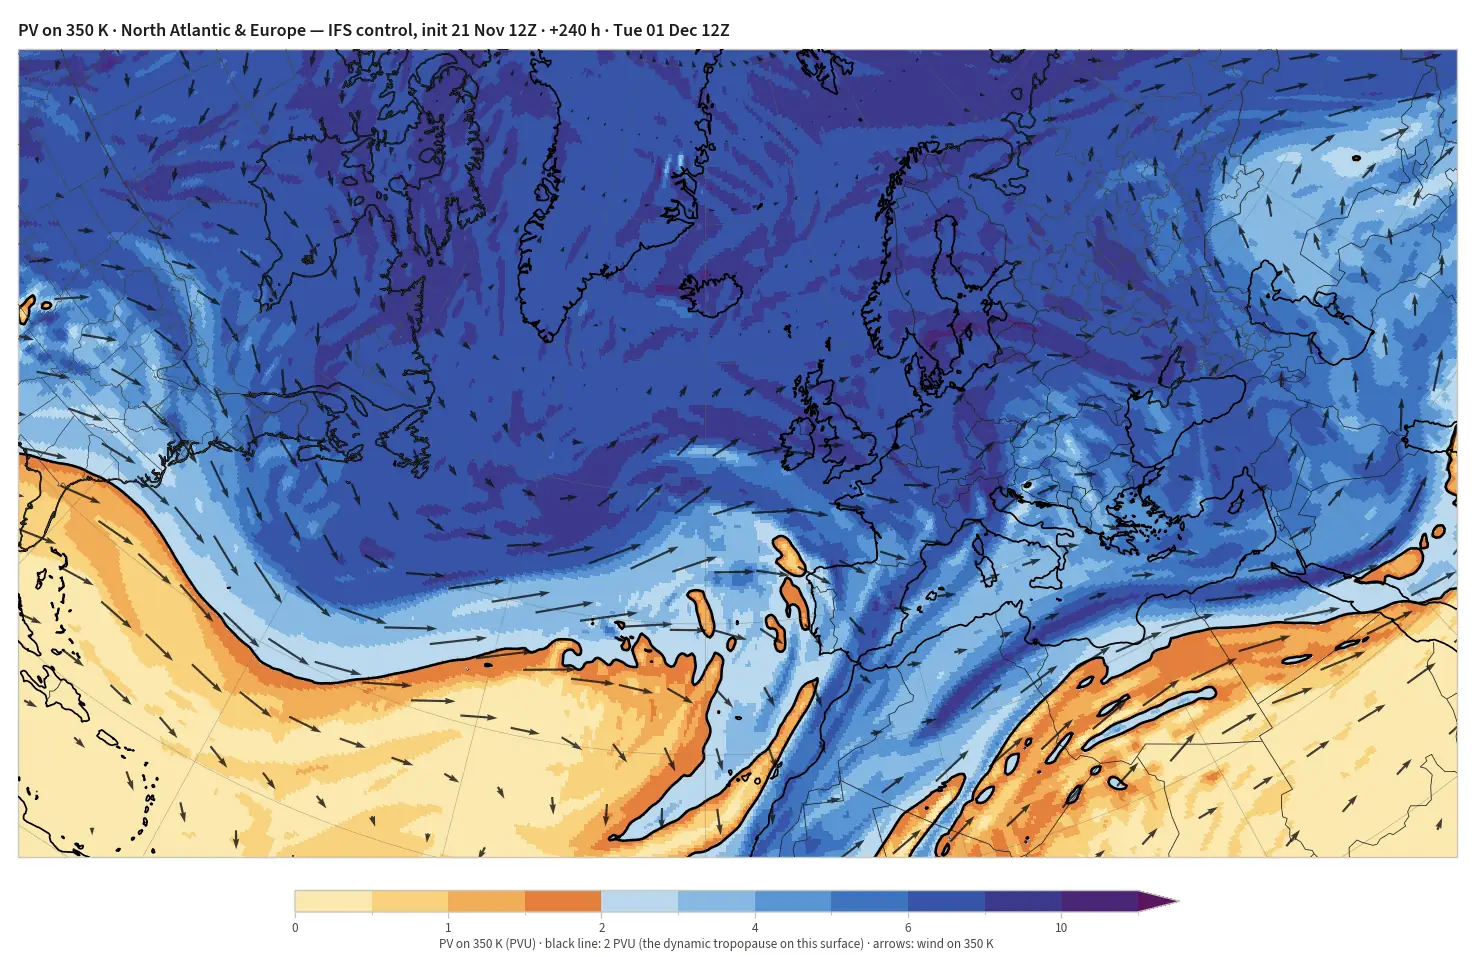 PV on 350 K · North Atlantic & Europe — IFS control, init 21 Nov 12Z · +240 h · Tue 01 Dec 12Z
0 1 2 4 6 10
PV on 350 K (PVU) · black line: 2 PVU (the dynamic tropopause on this surface) · arrows: wind on 350 K